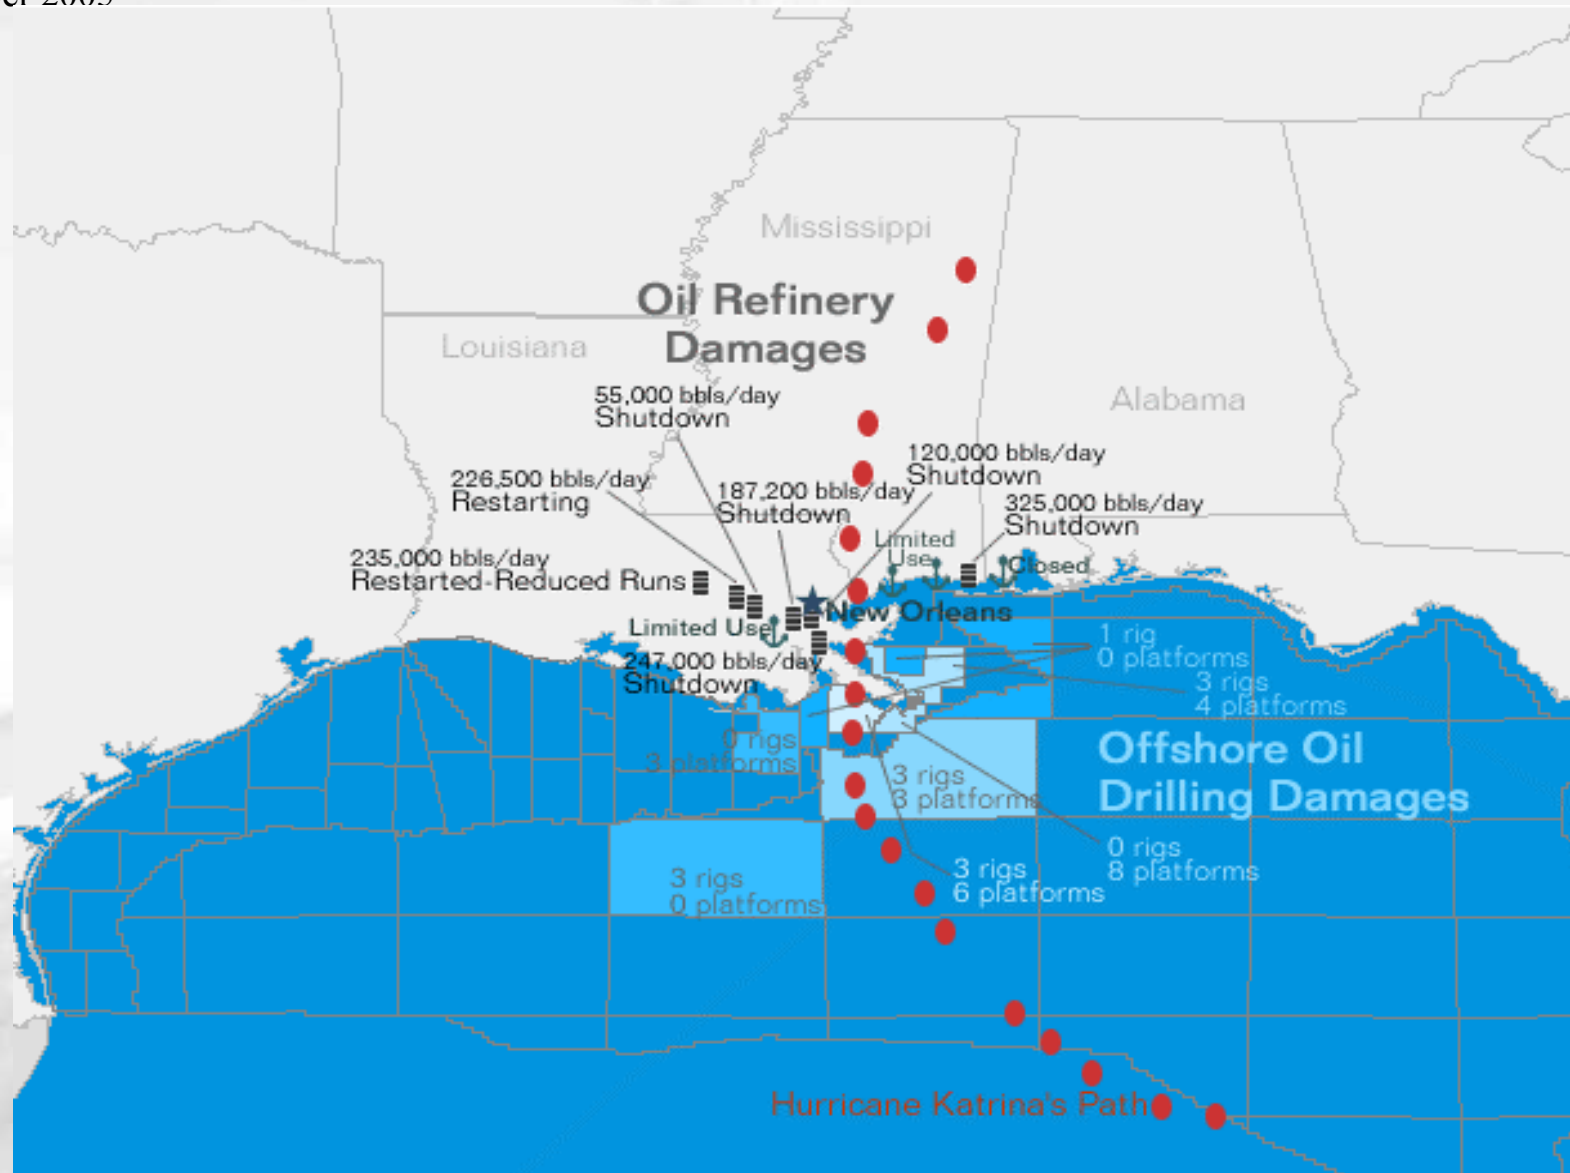 2005
Mississippi
Oil Refinery
Damages
Louisiana
Alabama
55,000 bbls/day
Shutdown
120,000 bbls/day
Shutdown
226,500 bbls/day
Restarting
187,200 bbls/day
Shutdown
325,000 bbls/day
Shutdown
Limited
Use
Closed
235,000 bbls/day
Restarted-Reduced Runs
New Orleans
Limited Use
247,000 bbls/day
Shutdown
1 rig
0 platforms
3 rigs
4 platforms
0 rigs
3 platforms
Offshore Oil
Drilling Damages
3 rigs
3 platforms
0 rigs
8 platforms
3 rigs
6 platforms
3 rigs
0 platforms
Hurricane Katrina's Path